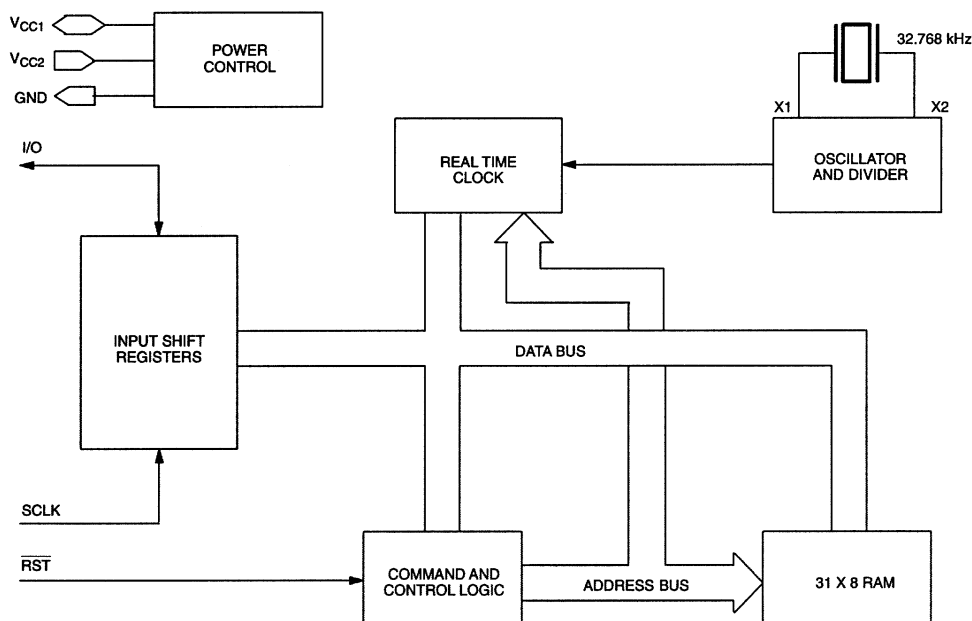 VCC1
VCC2
GND
POWER
CONTROL
32.768 kHz
X1
X2
I/O
REAL TIME
CLOCK
OSCILLATOR
AND DIVIDER
INPUT SHIFT
REGISTERS
DATA BUS
SCLK
RST
COMMAND AND
CONTROL LOGIC
ADDRESS BUS
31 X 8 RAM